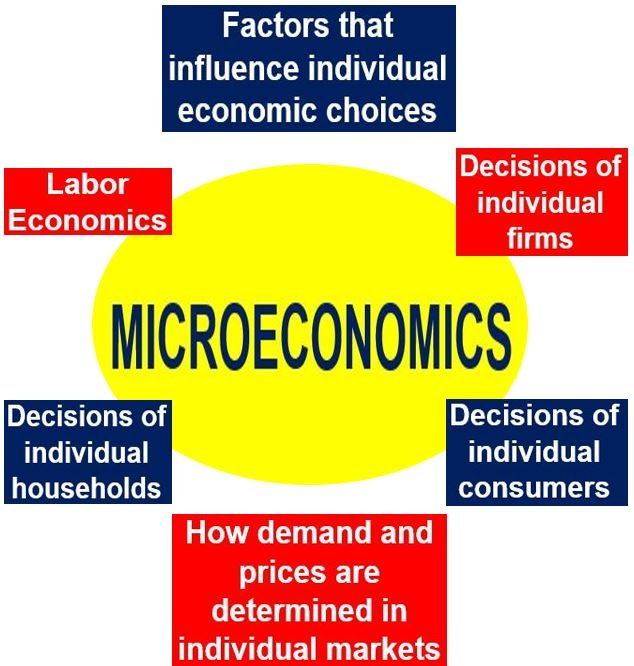 Factors that
influence individual
economic choices
Labor
Economics
Decisions of
individual
firms
MICROECONOMICS
Decisions of
individual
households
Decisions of
individual
consumers
How demand and
prices are
determined in
individual markets